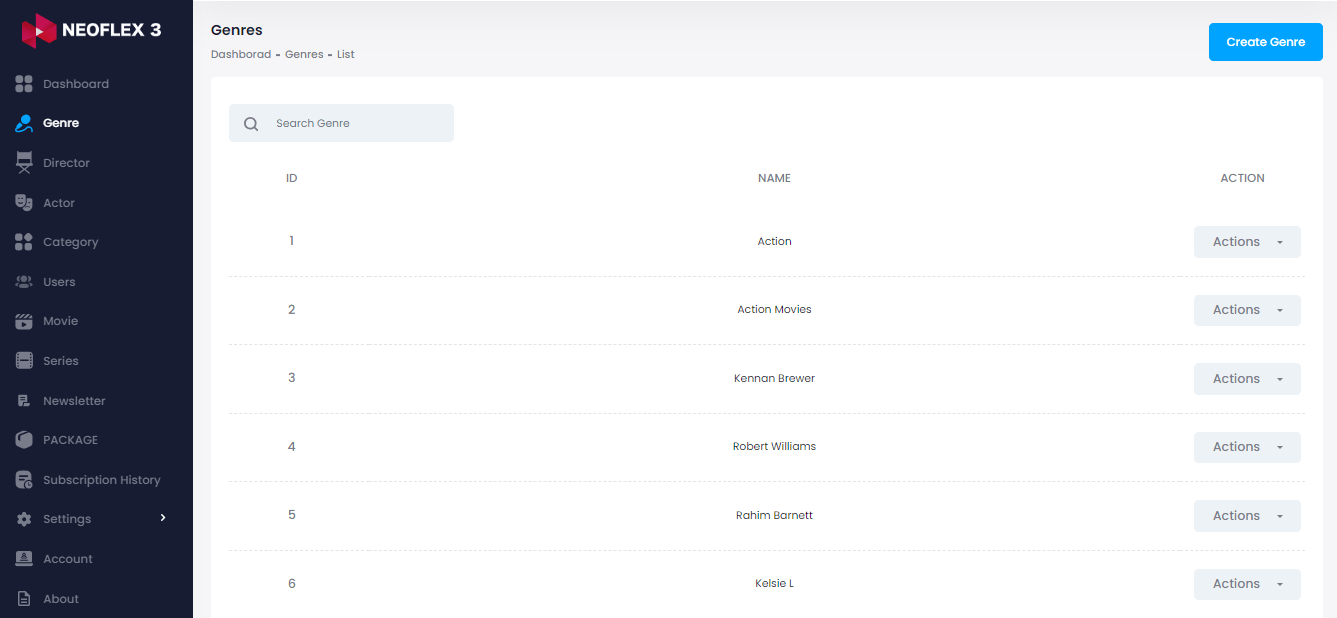 NEOFLEX 3
Dashboard
Genre
Director
Actor
Category
Users
Movie
Series
Newsletter
PACKAGE
Subscription History
Settings
Account
About
Genres
Dashborad - Genres - List
Create Genre
Search Genre
ID NAME ACTION
1 Action Actions
2 Action Movies Actions
3 Kennan Brewer Actions
4 Robert Williams Actions
5 Rahim Barnett Actions
6 Kelsie L Actions